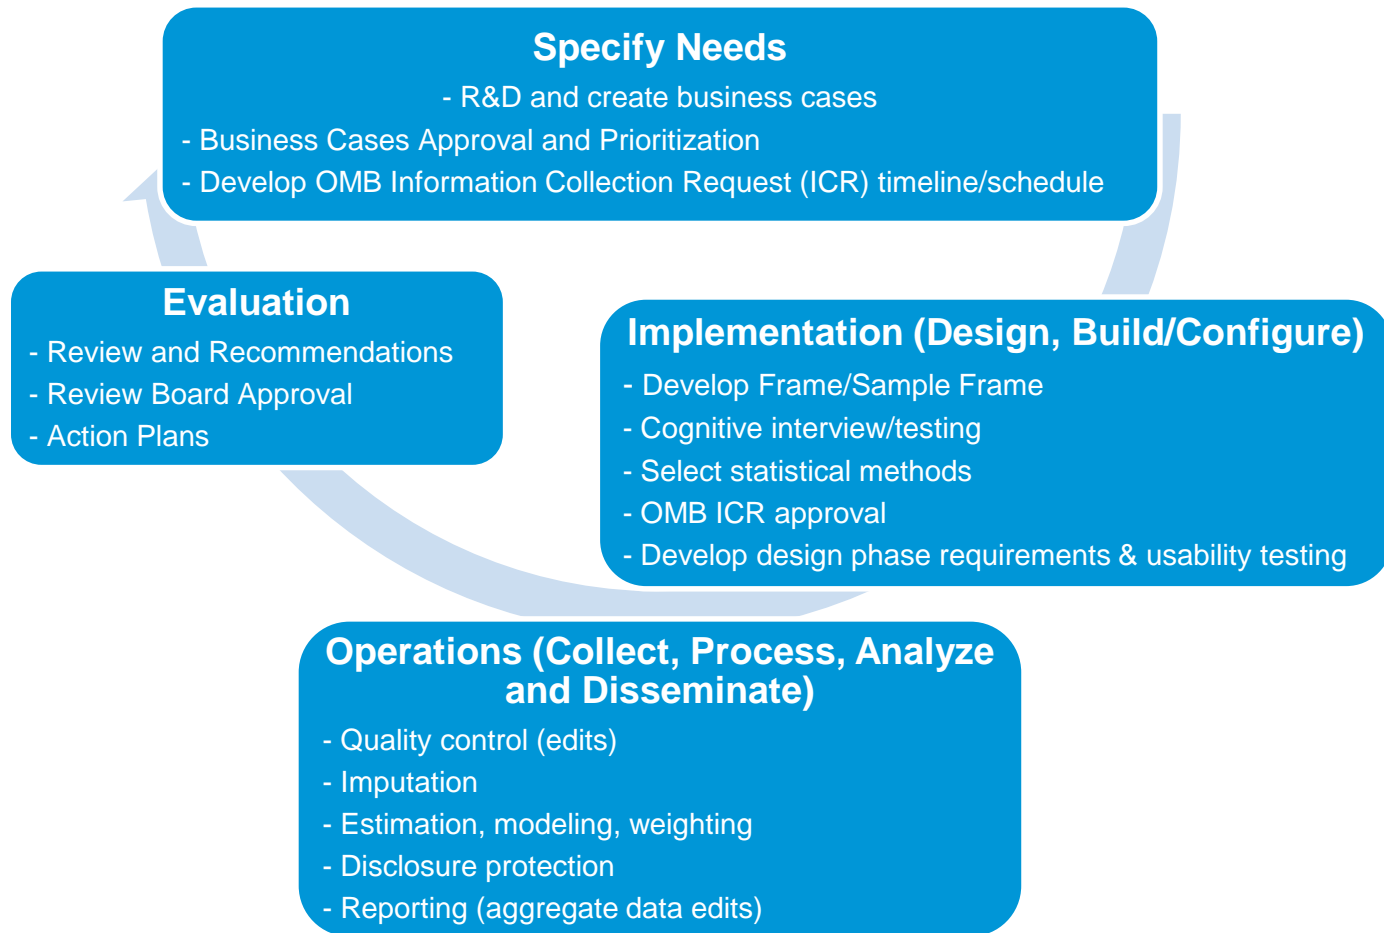 Specify Needs
- R&D and create business cases
- Business Cases Approval and Prioritization
- Develop OMB Information Collection Request (ICR) timeline/schedule
Implementation (Design, Build/Configure)
- Develop Frame/Sample Frame
- Cognitive interview/testing
- Select statistical methods
- OMB ICR approval
- Develop design phase requirements & usability testing
Operations (Collect, Process, Analyze
and Disseminate)
- Quality control (edits)
- Imputation
- Estimation, modeling, weighting
- Disclosure protection
- Reporting (aggregate data edits)
Evaluation
- Review and Recommendations
- Review Board Approval
- Action Plans